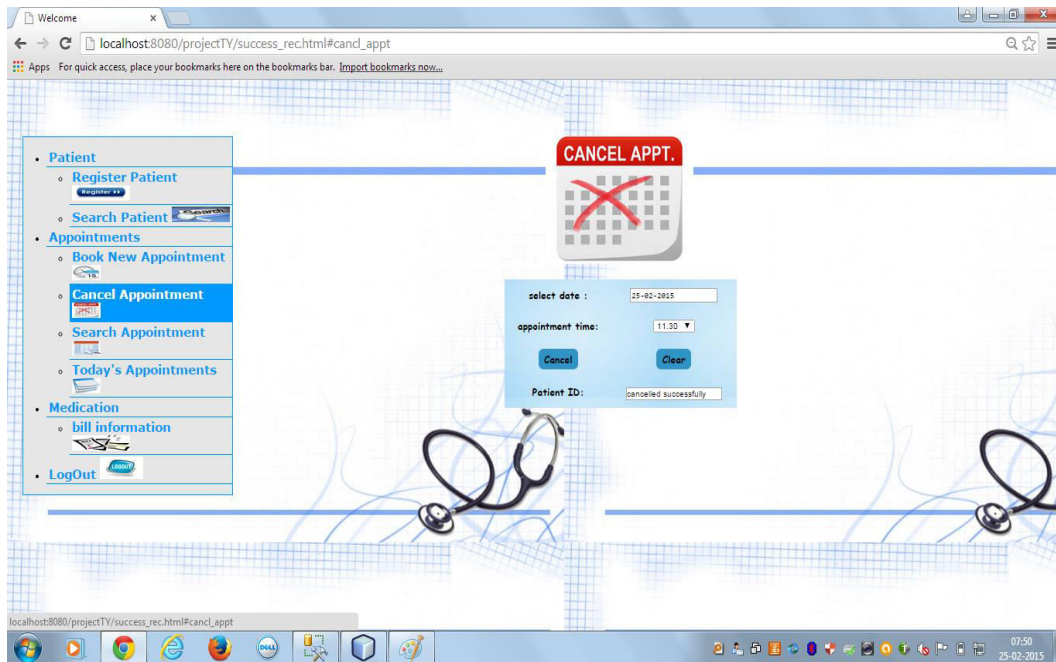 Welcome
localhost:8080/projectTY/success_rec.html#cancl_appt
Apps For quick access, place your bookmarks here on the bookmarks bar. Import bookmarks now...
Patient
Register Patient
Register >>
Search Patient
Search
Appointments
Book New Appointment
Cancel Appointment
Search Appointment
Today's Appointments
Medication
bill information
LogOut
LOGOUT
CANCEL APPT.
select date : 25-02-2015
appointment time: 11.30
Cancel Clear
Patient ID: cancelled successfully
localhost:8080/projectTY/success_rec.html#cancl_appt
DELL
07:50
25-02-2015